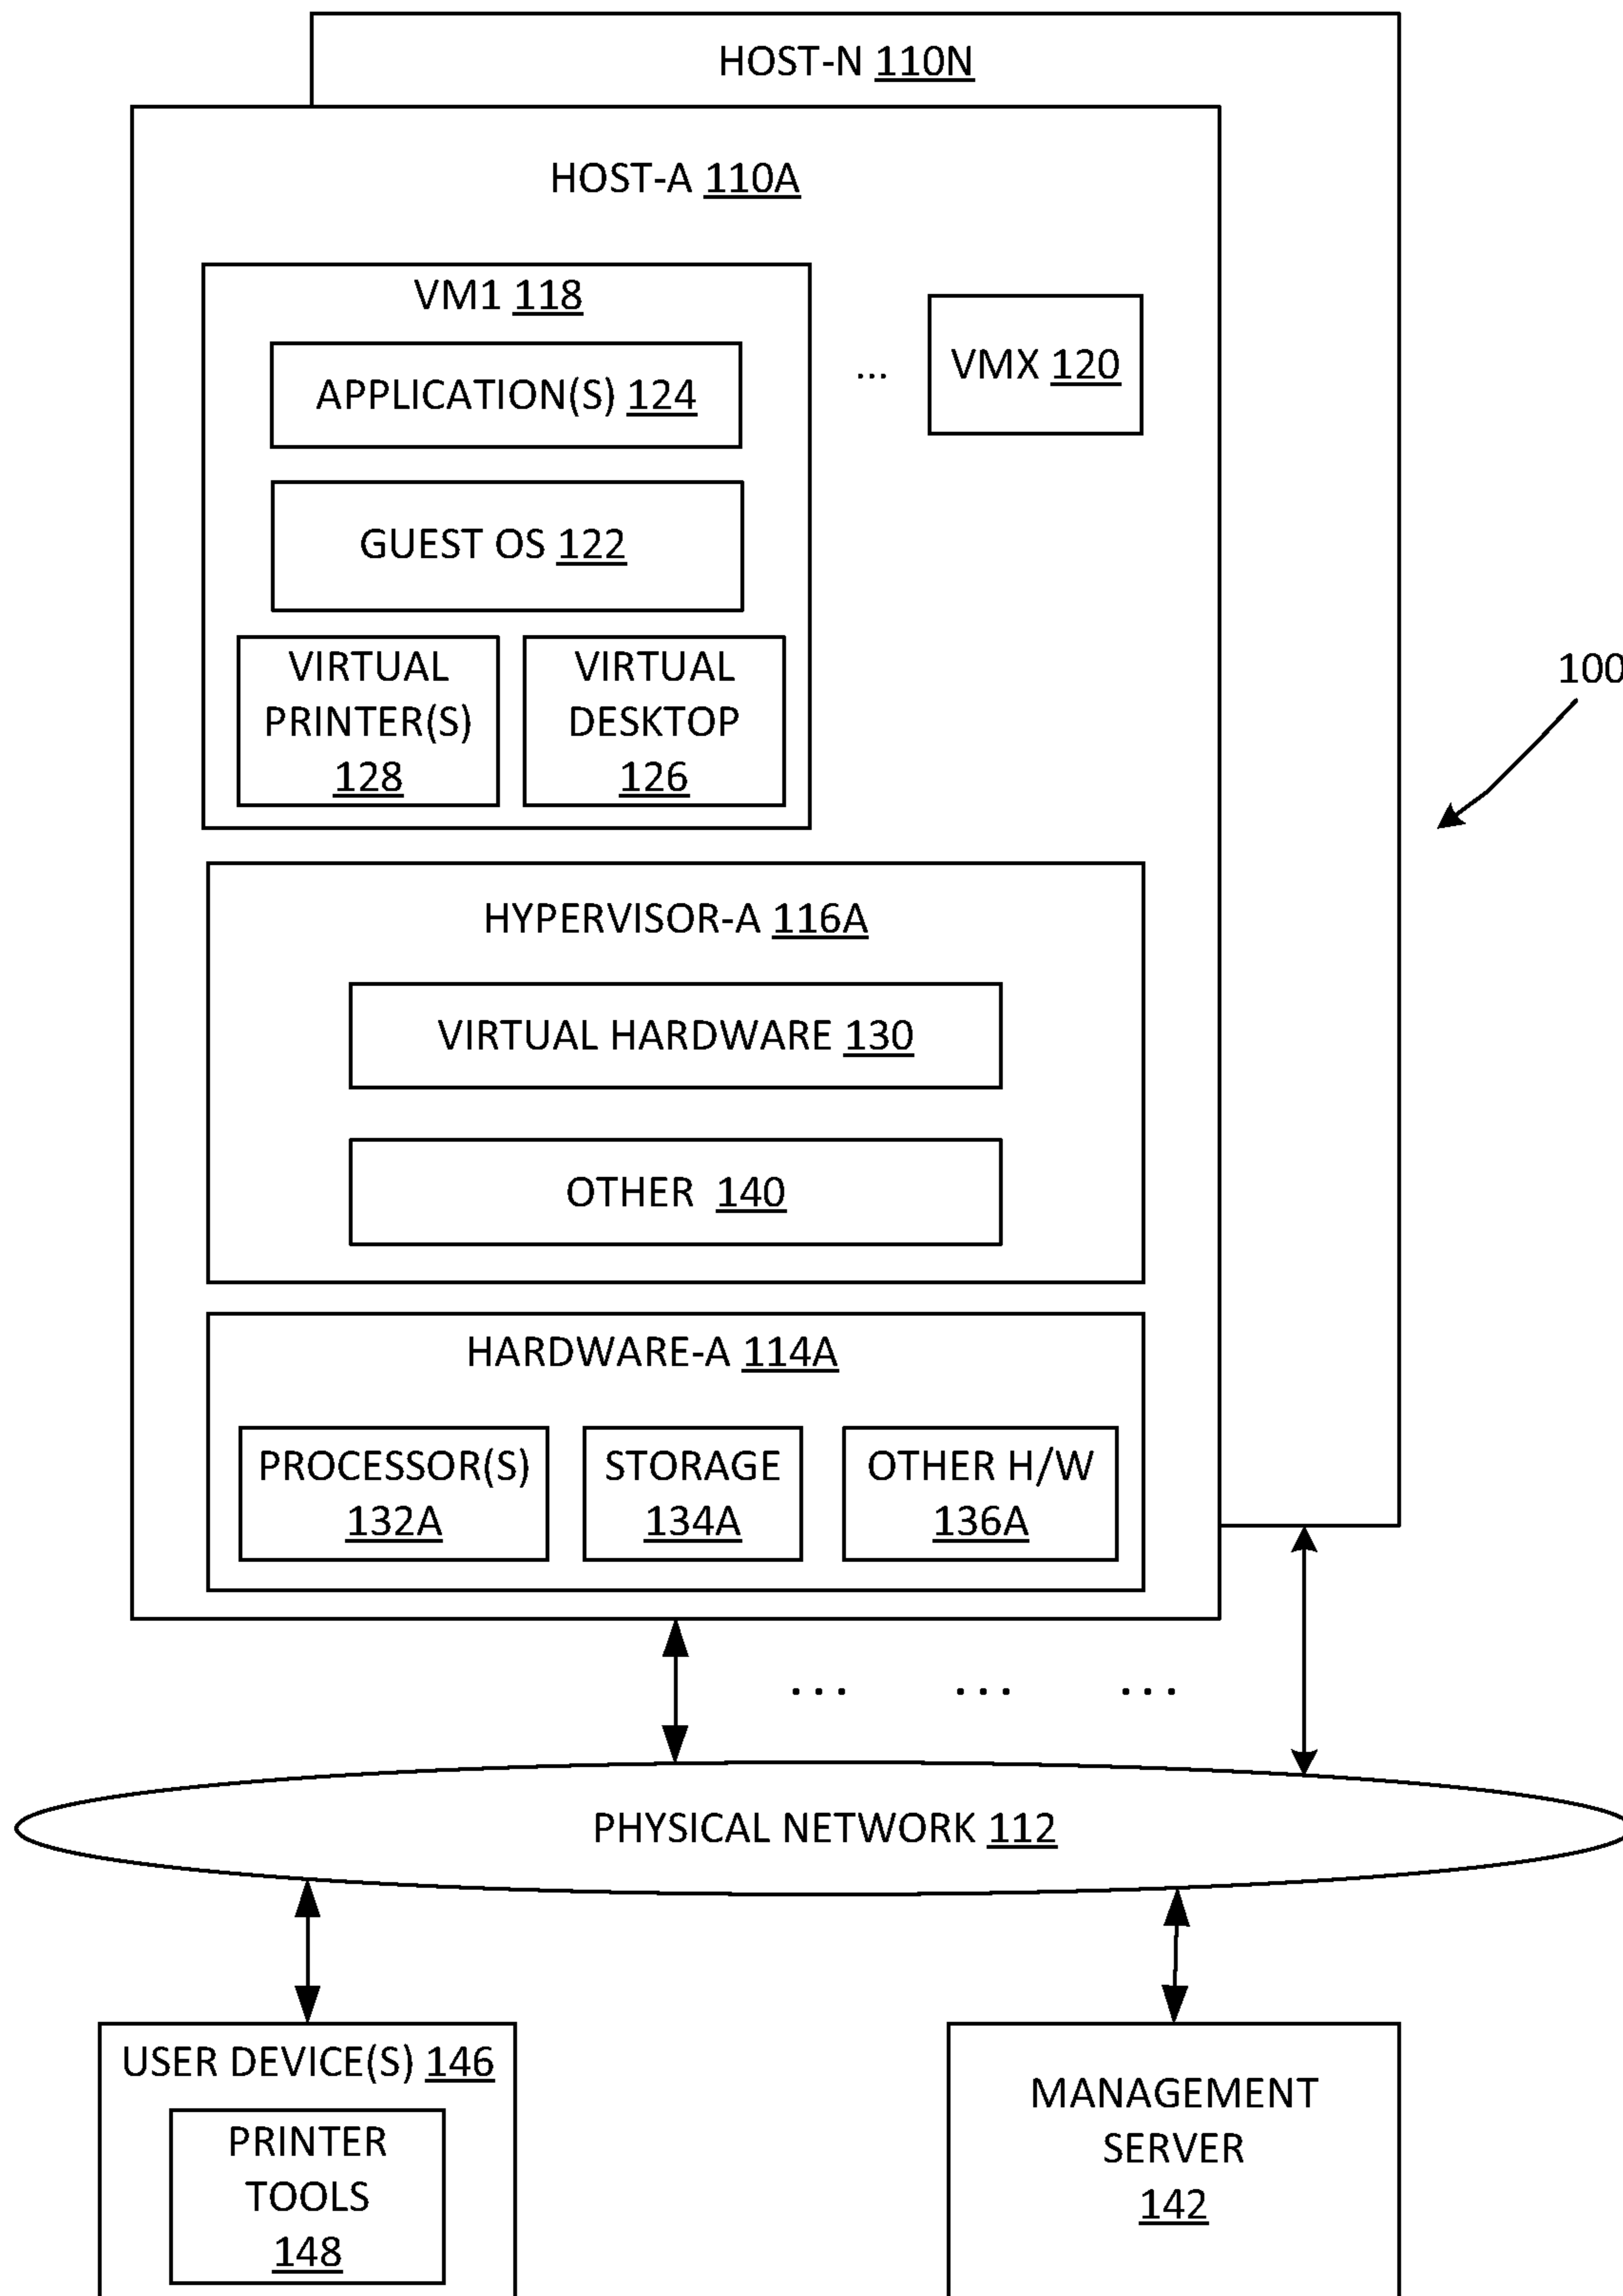 HOST-N 110N
HOST-A 110A
VM1 118
APPLICATION(S) 124
... VMX 120
GUEST OS 122
VIRTUAL
PRINTER(S)
128
VIRTUAL
DESKTOP
126
100
HYPERVISOR-A 116A
VIRTUAL HARDWARE 130
OTHER 140
HARDWARE-A 114A
PROCESSOR(S)
132A
STORAGE
134A
OTHER H/W
136A
... ... ...
PHYSICAL NETWORK 112
USER DEVICE(S) 146
PRINTER
TOOLS
148
MANAGEMENT
SERVER
142